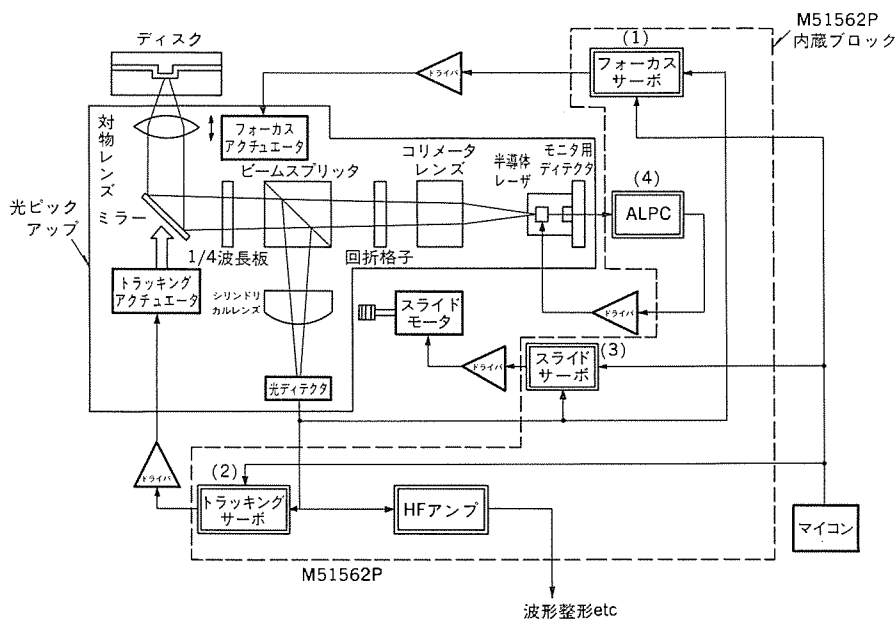 M51562P
内蔵ブロック
ディスク
(1)
フォーカス
サーボ
ドライバ
対物レンズ
フォーカス
アクチュエータ
ビームスプリッタ
コリメータ
レンズ
半導体
レーザ
モニタ用
ディテクタ
(4)
ALPC
光ピック
アップ
ミラー
1/4波長板
回折格子
トラッキング
アクチュエータ
シリンドリ
カルレンズ
スライド
モータ
ドライバ
(3)
スライド
サーボ
ドライバ
光ディテクタ
ドライバ
(2)
トラッキング
サーボ
HFアンプ
マイコン
M51562P
波形整形etc